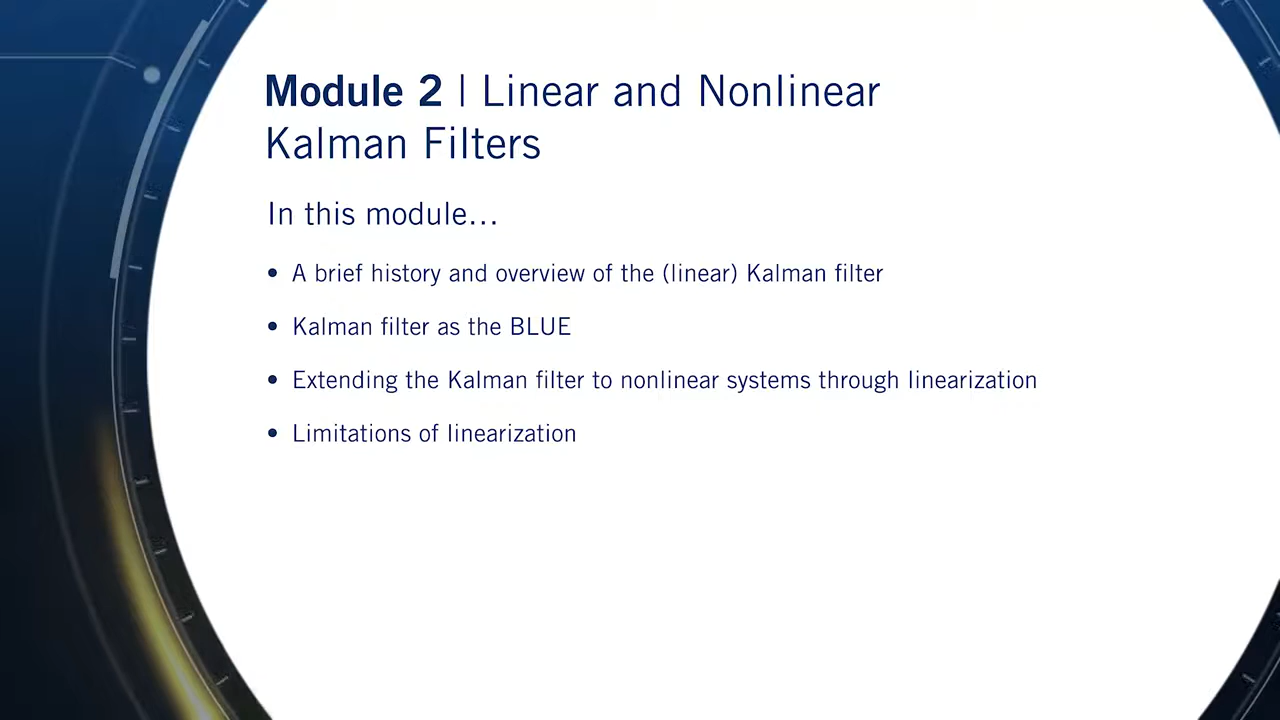 Module 2 | Linear and Nonlinear
Kalman Filters
In this module…
• A brief history and overview of the (linear) Kalman filter
• Kalman filter as the BLUE
• Extending the Kalman filter to nonlinear systems through linearization
• Limitations of linearization